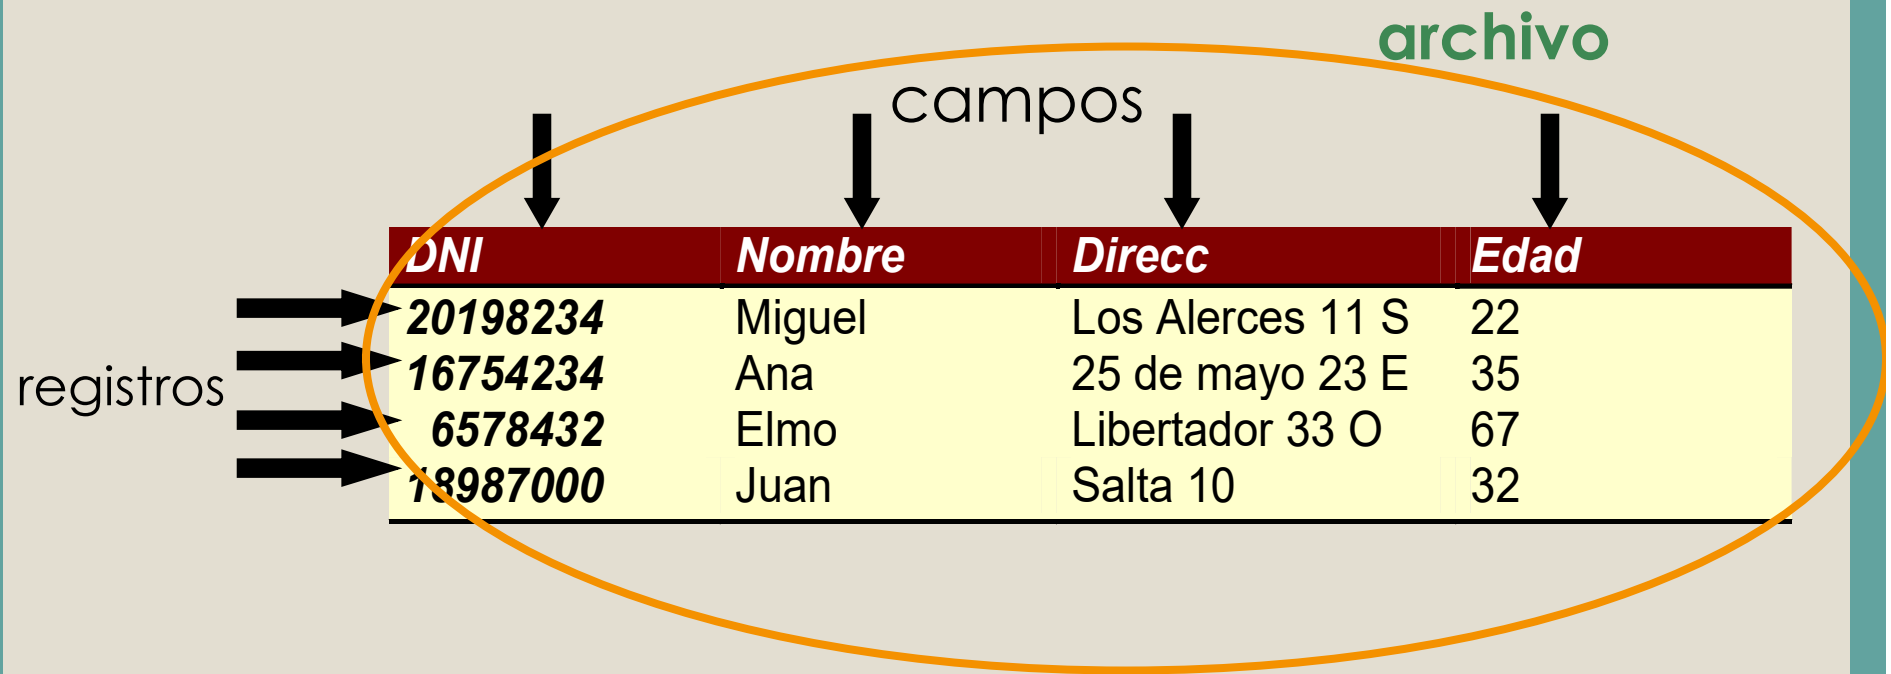 archivo
campos
DNI Nombre Direcc Edad
20198234 Miguel Los Alerces 11 S 22
16754234 Ana 25 de mayo 23 E 35
registros
6578432 Elmo Libertador 33 O 67
18987000 Juan Salta 10 32